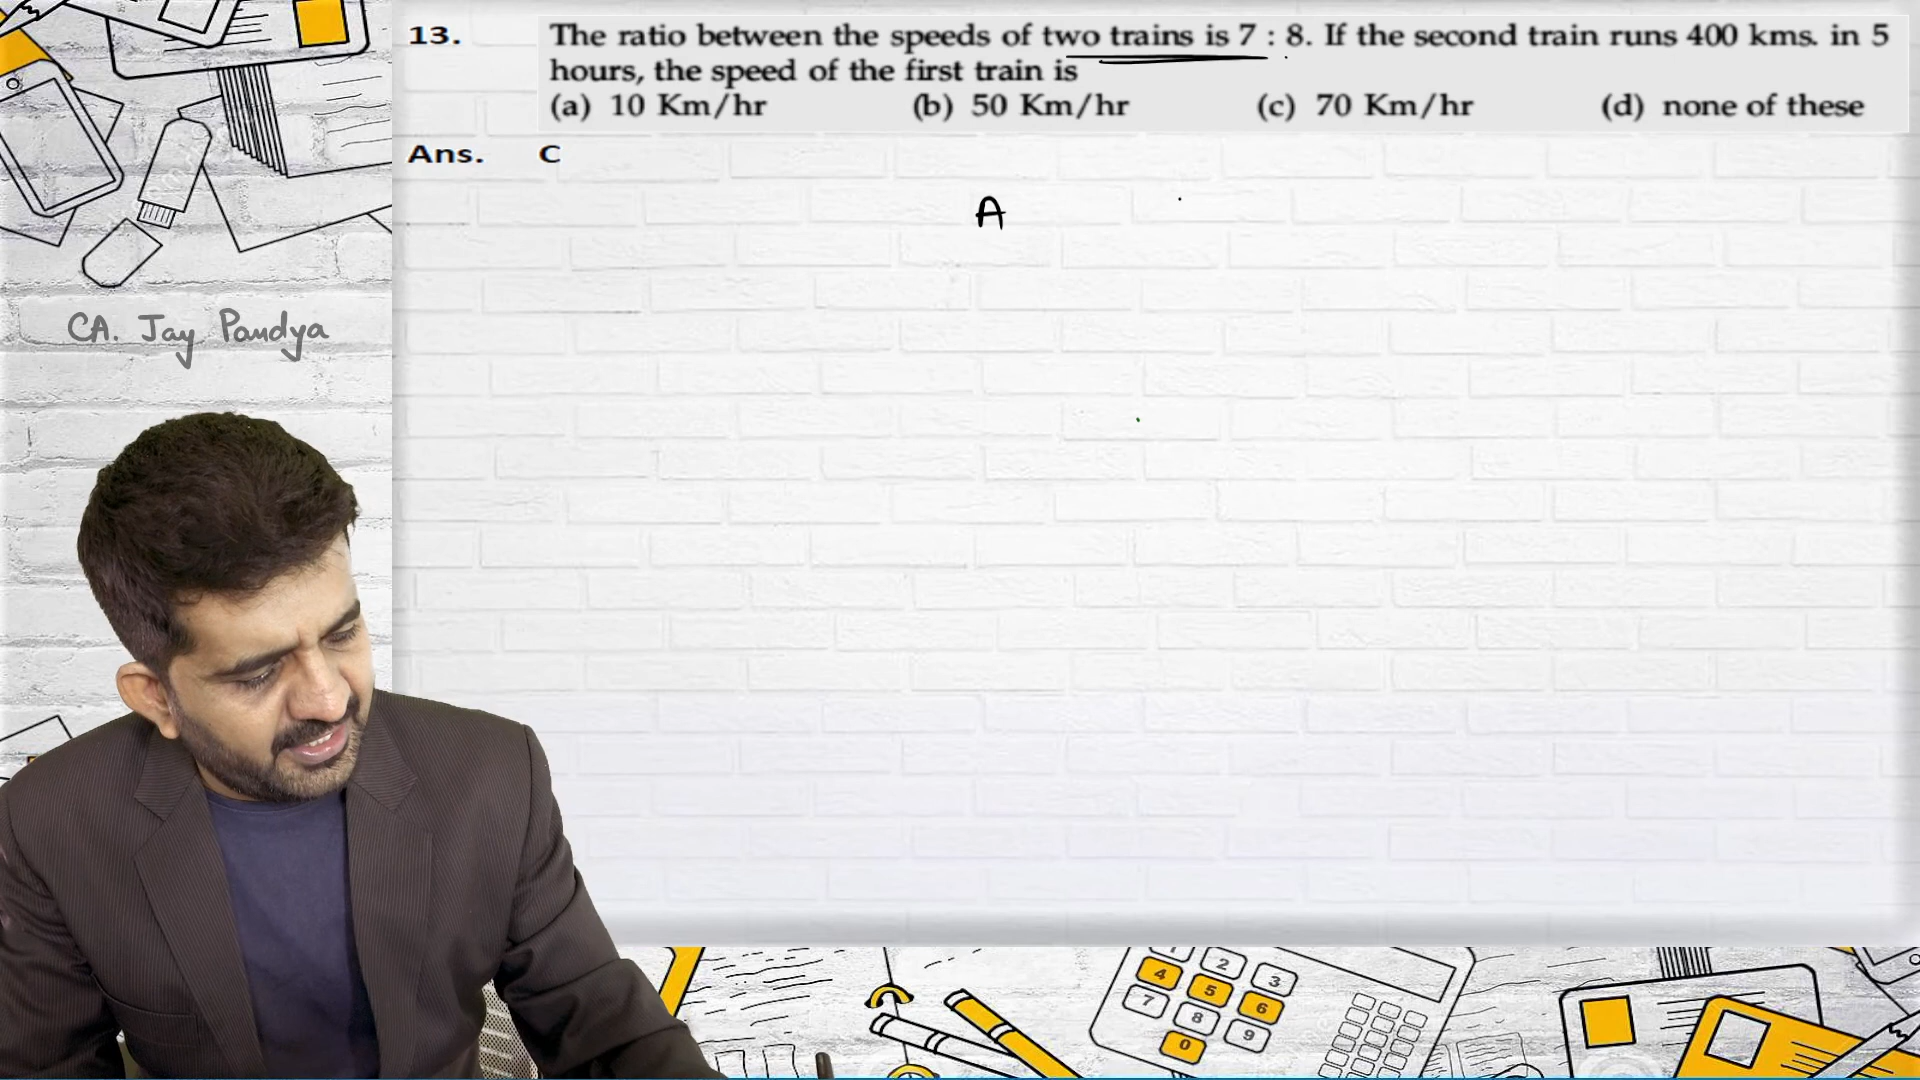 13. The ratio between the speeds of two trains is 7 : 8. If the second train runs 400 kms. in 5
hours, the speed of the first train is
(a) 10 Km/hr (b) 50 Km/hr (c) 70 Km/hr (d) none of these
Ans. C
A
CA. Jay Pandya
1 2 3
4 5 6
7 8 9
0